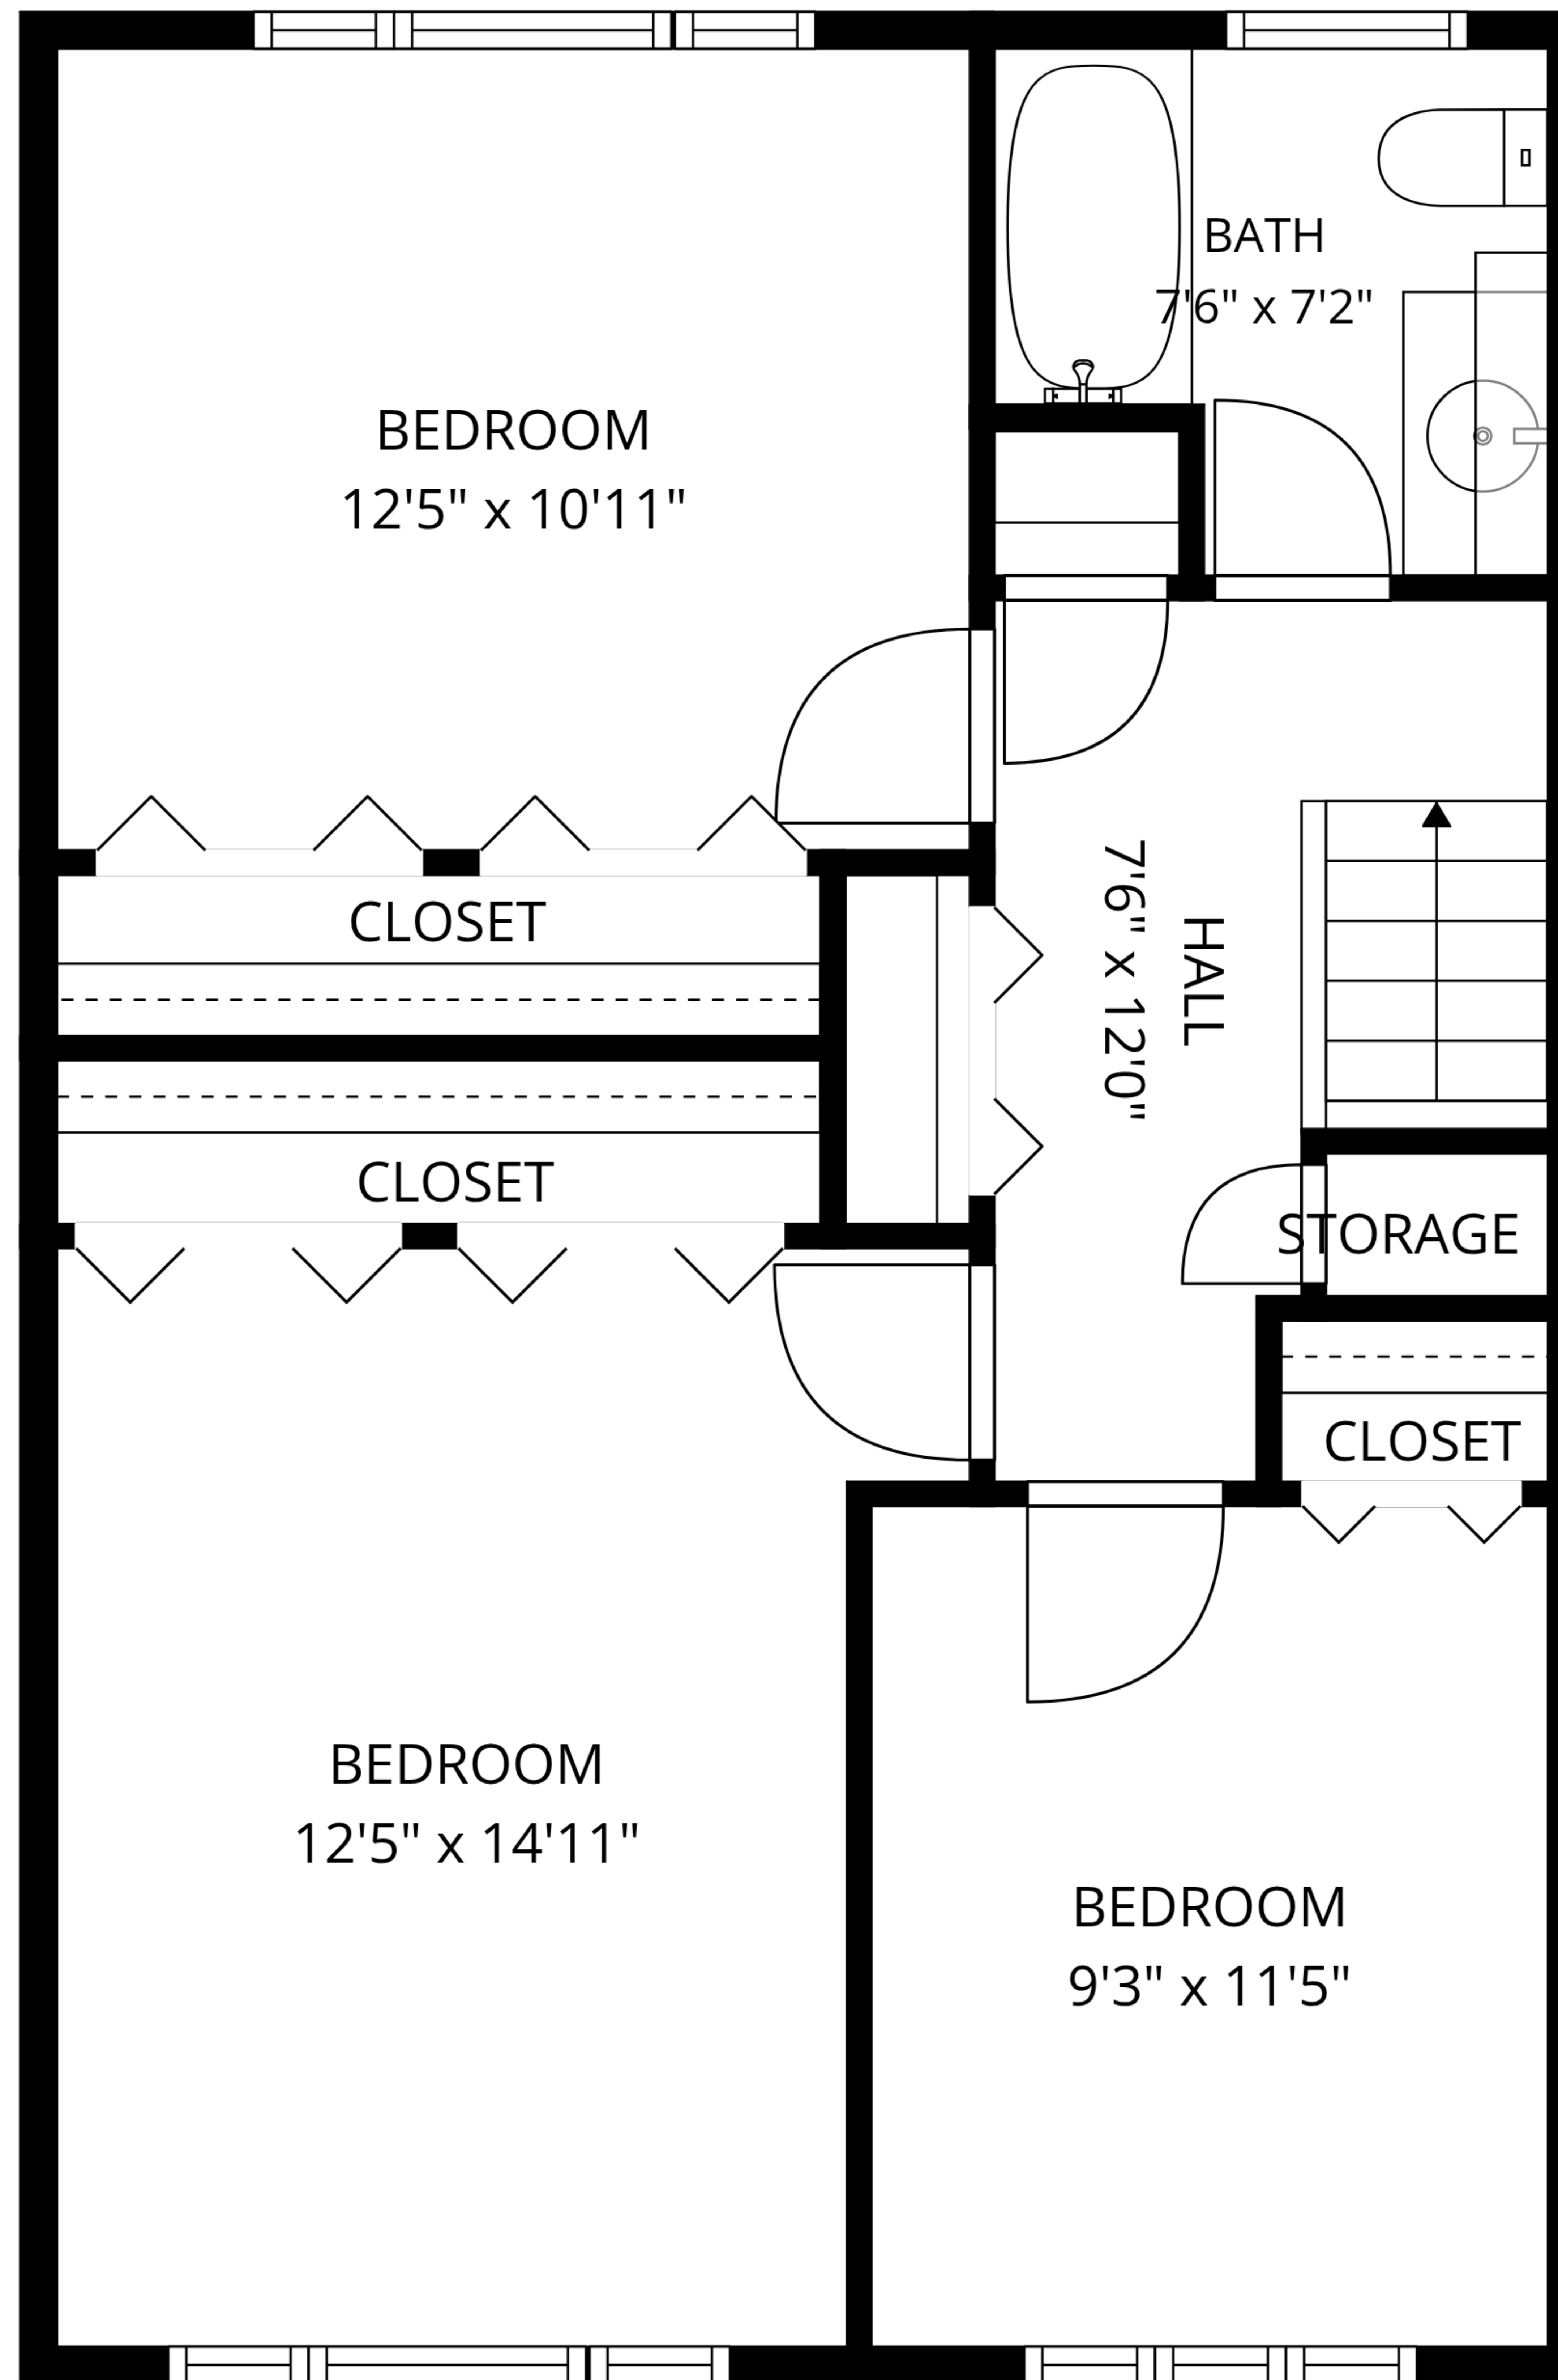 BATH
7'6" x 7'2"
BEDROOM
12'5" x 10'11"
CLOSET
HALL
7'6" x 12'0"
CLOSET
STORAGE
CLOSET
BEDROOM
12'5" x 14'11"
BEDROOM
9'3" x 11'5"